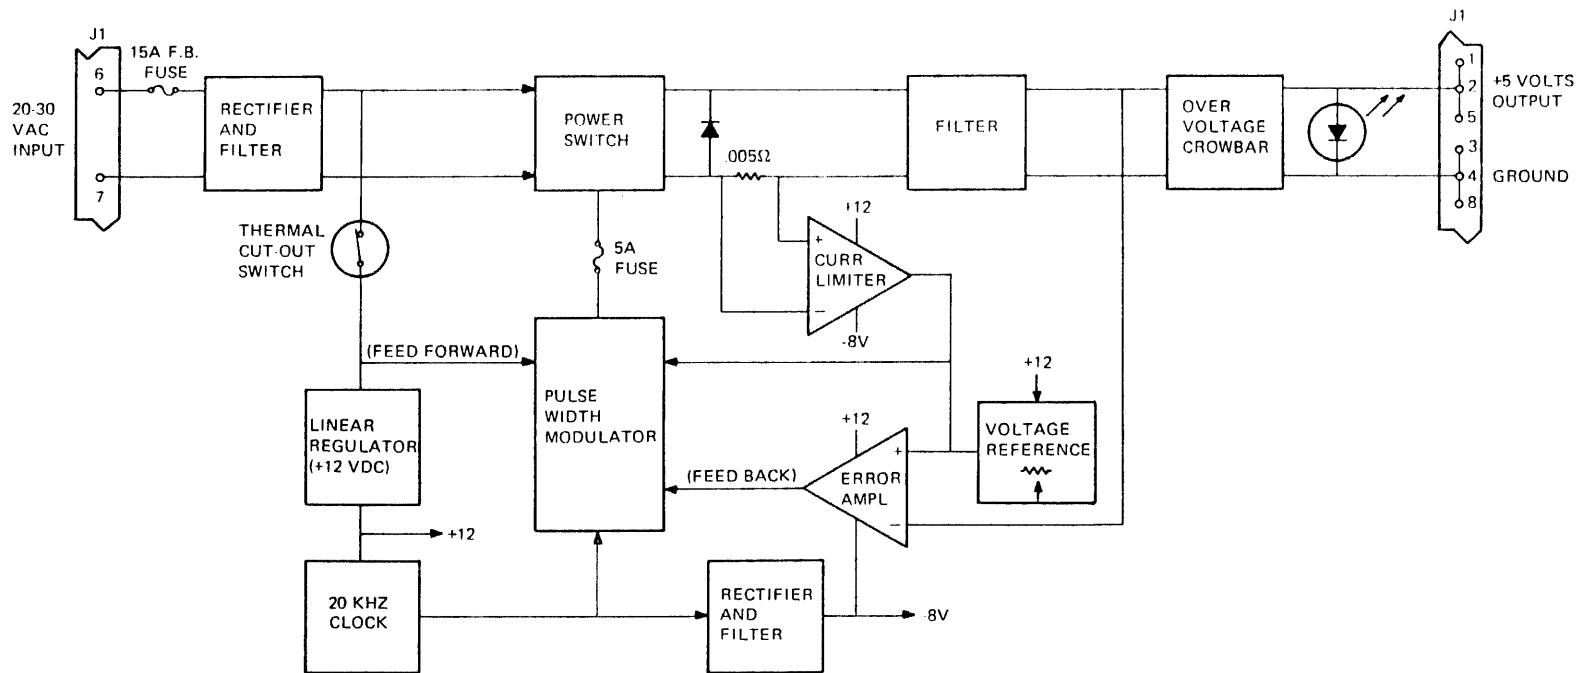 J1
6
7
20-30
VAC
INPUT
15A F.B.
FUSE
RECTIFIER
AND
FILTER
THERMAL
CUT-OUT
SWITCH
POWER
SWITCH
5A
FUSE
.005Ω
FILTER
OVER
VOLTAGE
CROWBAR
J1
1
2
5
3
4
8
+5 VOLTS
OUTPUT
GROUND
+12
+
CURR
LIMITER
−
-8V
(FEED FORWARD)
LINEAR
REGULATOR
(+12 VDC)
PULSE
WIDTH
MODULATOR
+12
+
ERROR
AMPL
−
(FEED BACK)
+12
VOLTAGE
REFERENCE
+12
20 KHZ
CLOCK
RECTIFIER
AND
FILTER
-8V